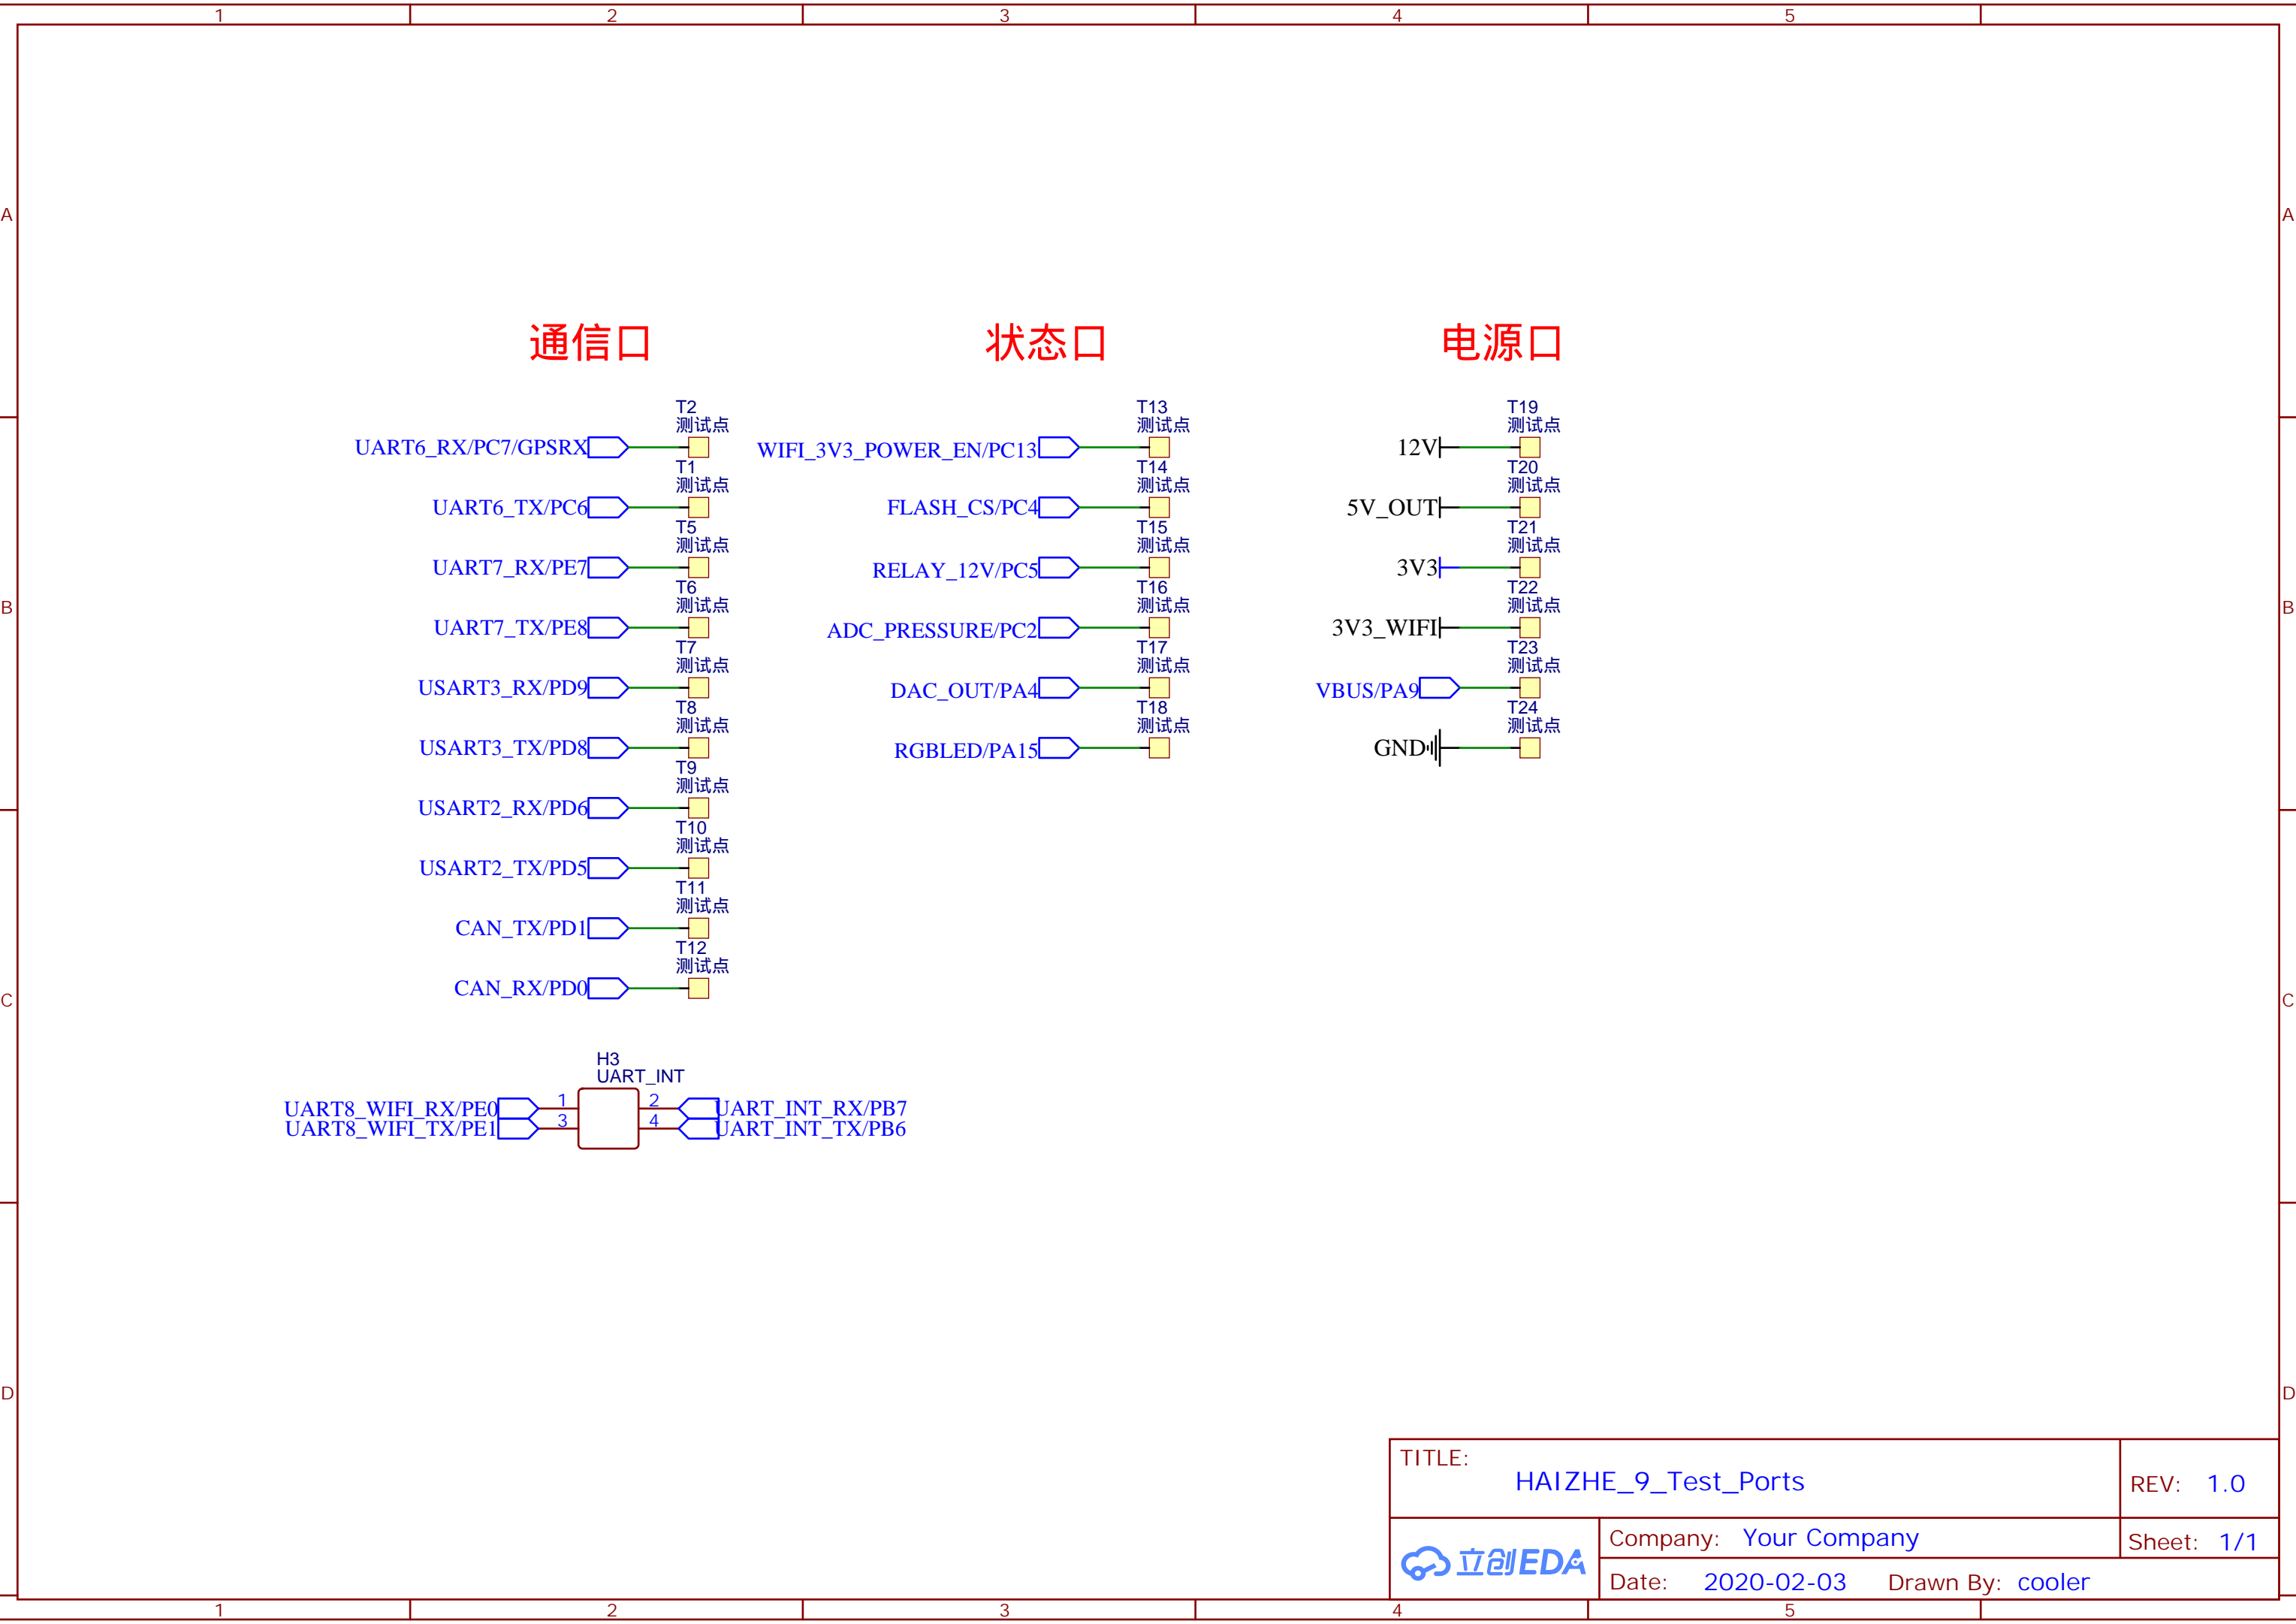 1 2 3 4 5
A A
通信口 状态口 电源口
T2 T13 T19
测试点 测试点 测试点
UART6_RX/PC7/GPSRX WIFI_3V3_POWER_EN/PC13 12V
T1 T14 T20
测试点 测试点 测试点
UART6_TX/PC6 FLASH_CS/PC4 5V_OUT
T5 T15 T21
测试点 测试点 测试点
UART7_RX/PE7 RELAY_12V/PC5 3V3
T6 T16 T22
B 测试点 测试点 测试点 B
UART7_TX/PE8 ADC_PRESSURE/PC2 3V3_WIFI
T7 T17 T23
测试点 测试点 测试点
USART3_RX/PD9 DAC_OUT/PA4 VBUS/PA9
T8 T18 T24
测试点 测试点 测试点
USART3_TX/PD8 RGBLED/PA15 GND
T9
测试点
USART2_RX/PD6
T10
测试点
USART2_TX/PD5
T11
测试点
CAN_TX/PD1
T12
测试点
CAN_RX/PD0
C C
H3
UART_INT
UART8_WIFI_RX/PE0 1 2 UART_INT_RX/PB7
UART8_WIFI_TX/PE1 3 4 UART_INT_TX/PB6
D D
TITLE:
HAIZHE_9_Test_Ports REV: 1.0
立创EDA
Company: Your Company Sheet: 1/1
Date: 2020-02-03 Drawn By: cooler
1 2 3 4 5